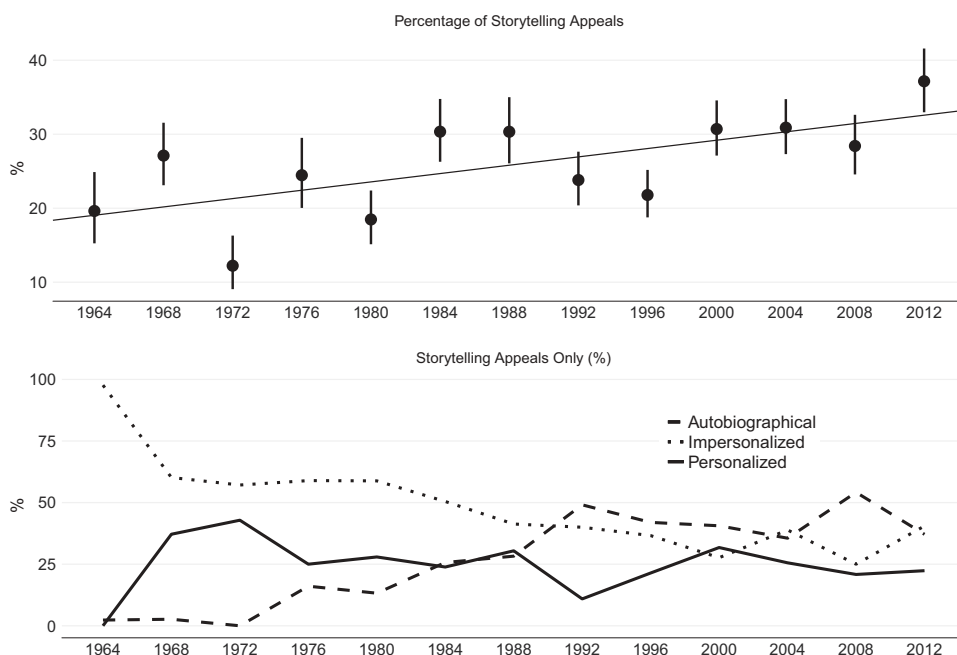 Percentage of Storytelling Appeals
40
30
%
20
10
1964 1968 1972 1976 1980 1984 1988 1992 1996 2000 2004 2008 2012
Storytelling Appeals Only (%)
100
Autobiographical
75
Impersonalized
Personalized
%
50
25
0
1964 1968 1972 1976 1980 1984 1988 1992 1996 2000 2004 2008 2012